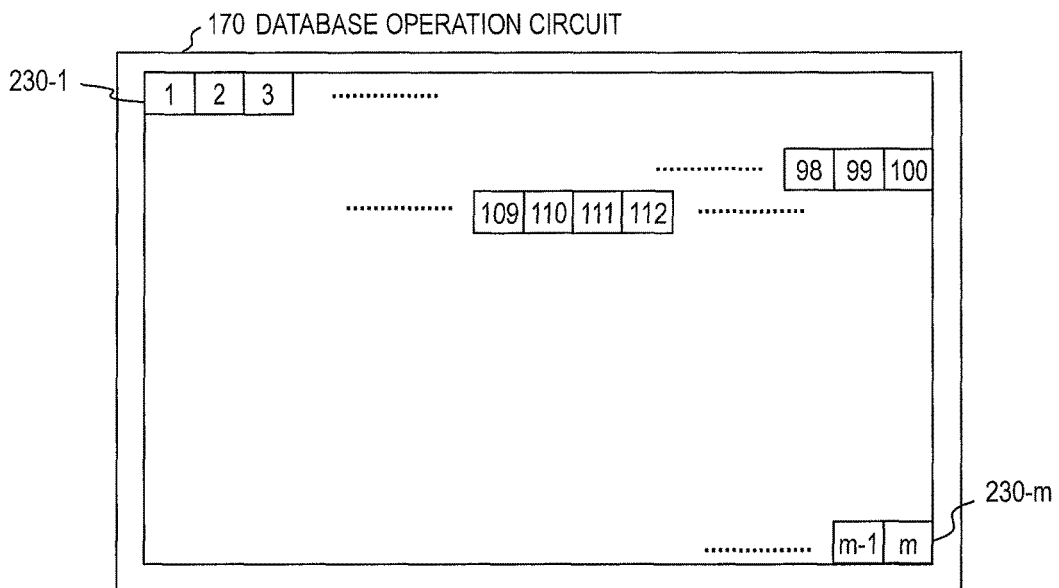 170 DATABASE OPERATION CIRCUIT
230-1
1 2 3 ..............
.............. 98 99 100
.............. 109 110 111 112 ..............
230-m
.............. m-1 m